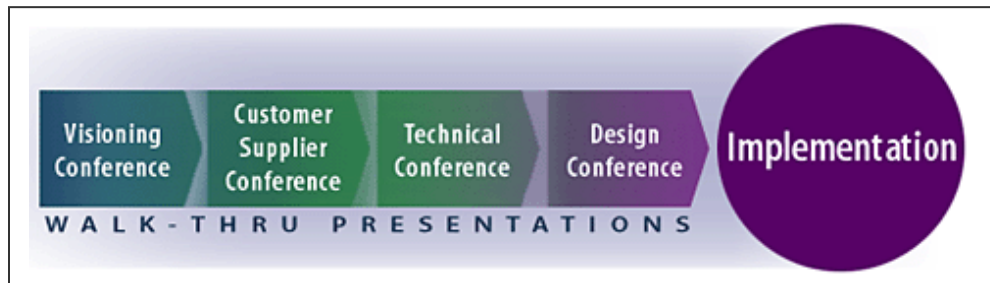 Visioning
Conference
Customer
Supplier
Conference
Technical
Conference
Design
Conference
Implementation
WALK-THRU PRESENTATIONS